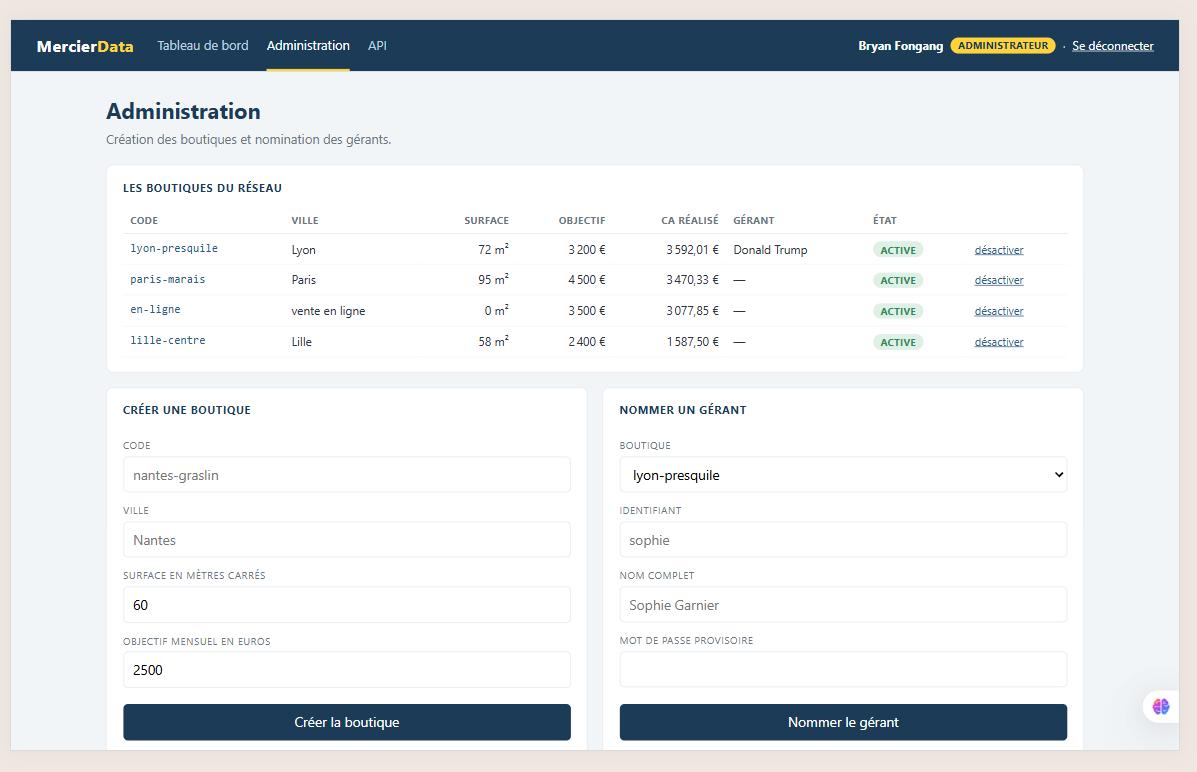 MercierData Tableau de bord Administration API Bryan Fongang ADMINISTRATEUR · Se déconnecter
Administration
Création des boutiques et nomination des gérants.
LES BOUTIQUES DU RÉSEAU
CODE VILLE SURFACE OBJECTIF CA RÉALISÉ GÉRANT ÉTAT
lyon-presquile Lyon 72 m² 3 200 € 3 592,01 € Donald Trump ACTIVE désactiver
paris-marais Paris 95 m² 4 500 € 3 470,33 € — ACTIVE désactiver
en-ligne vente en ligne 0 m² 3 500 € 3 077,85 € — ACTIVE désactiver
lille-centre Lille 58 m² 2 400 € 1 587,50 € — ACTIVE désactiver
CRÉER UNE BOUTIQUE
CODE
nantes-graslin
VILLE
Nantes
SURFACE EN MÈTRES CARRÉS
60
OBJECTIF MENSUEL EN EUROS
2500
Créer la boutique
NOMMER UN GÉRANT
BOUTIQUE
lyon-presquile
IDENTIFIANT
sophie
NOM COMPLET
Sophie Garnier
MOT DE PASSE PROVISOIRE
Nommer le gérant